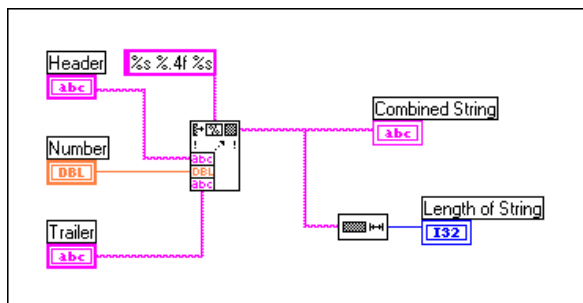 Header
%s %.4f %s
abc
Combined String
abc
Number
DBL
abc
DBL
abc
Length of String
I32
Trailer
abc